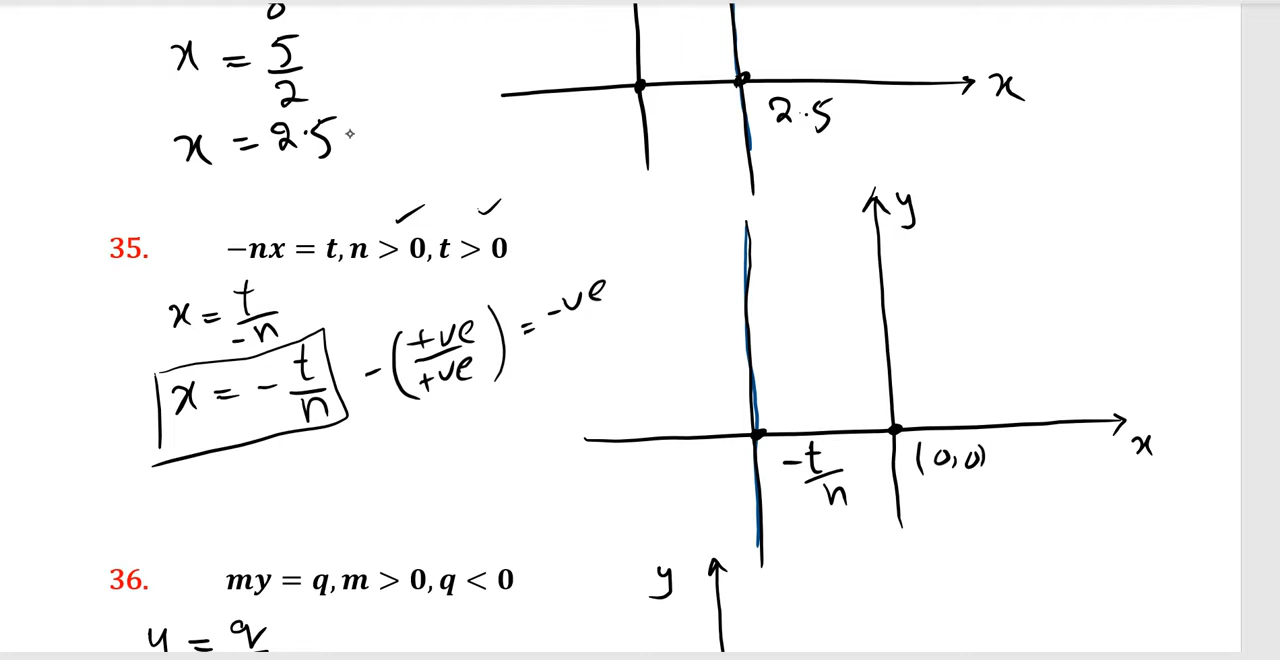 0
x = 5/2
x = 2.5
x
2.5
y
35. −nx = t, n > 0, t > 0
✓ ✓
x = t/-n
x = - t/n
- (+ve/+ve) = -ve
-t/n
(0,0)
x
36. my = q, m > 0, q < 0
y
y = q